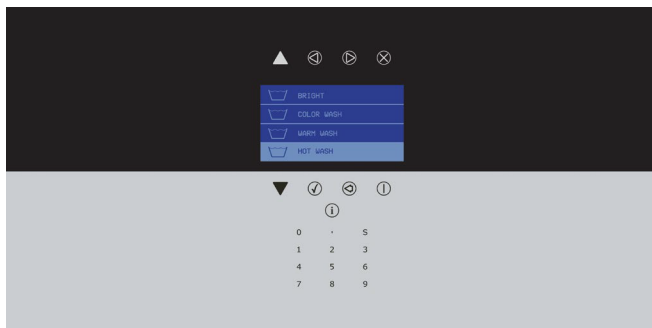 BRIGHT
COLOR WASH
WARM WASH
HOT WASH
i
0 . S
1 2 3
4 5 6
7 8 9